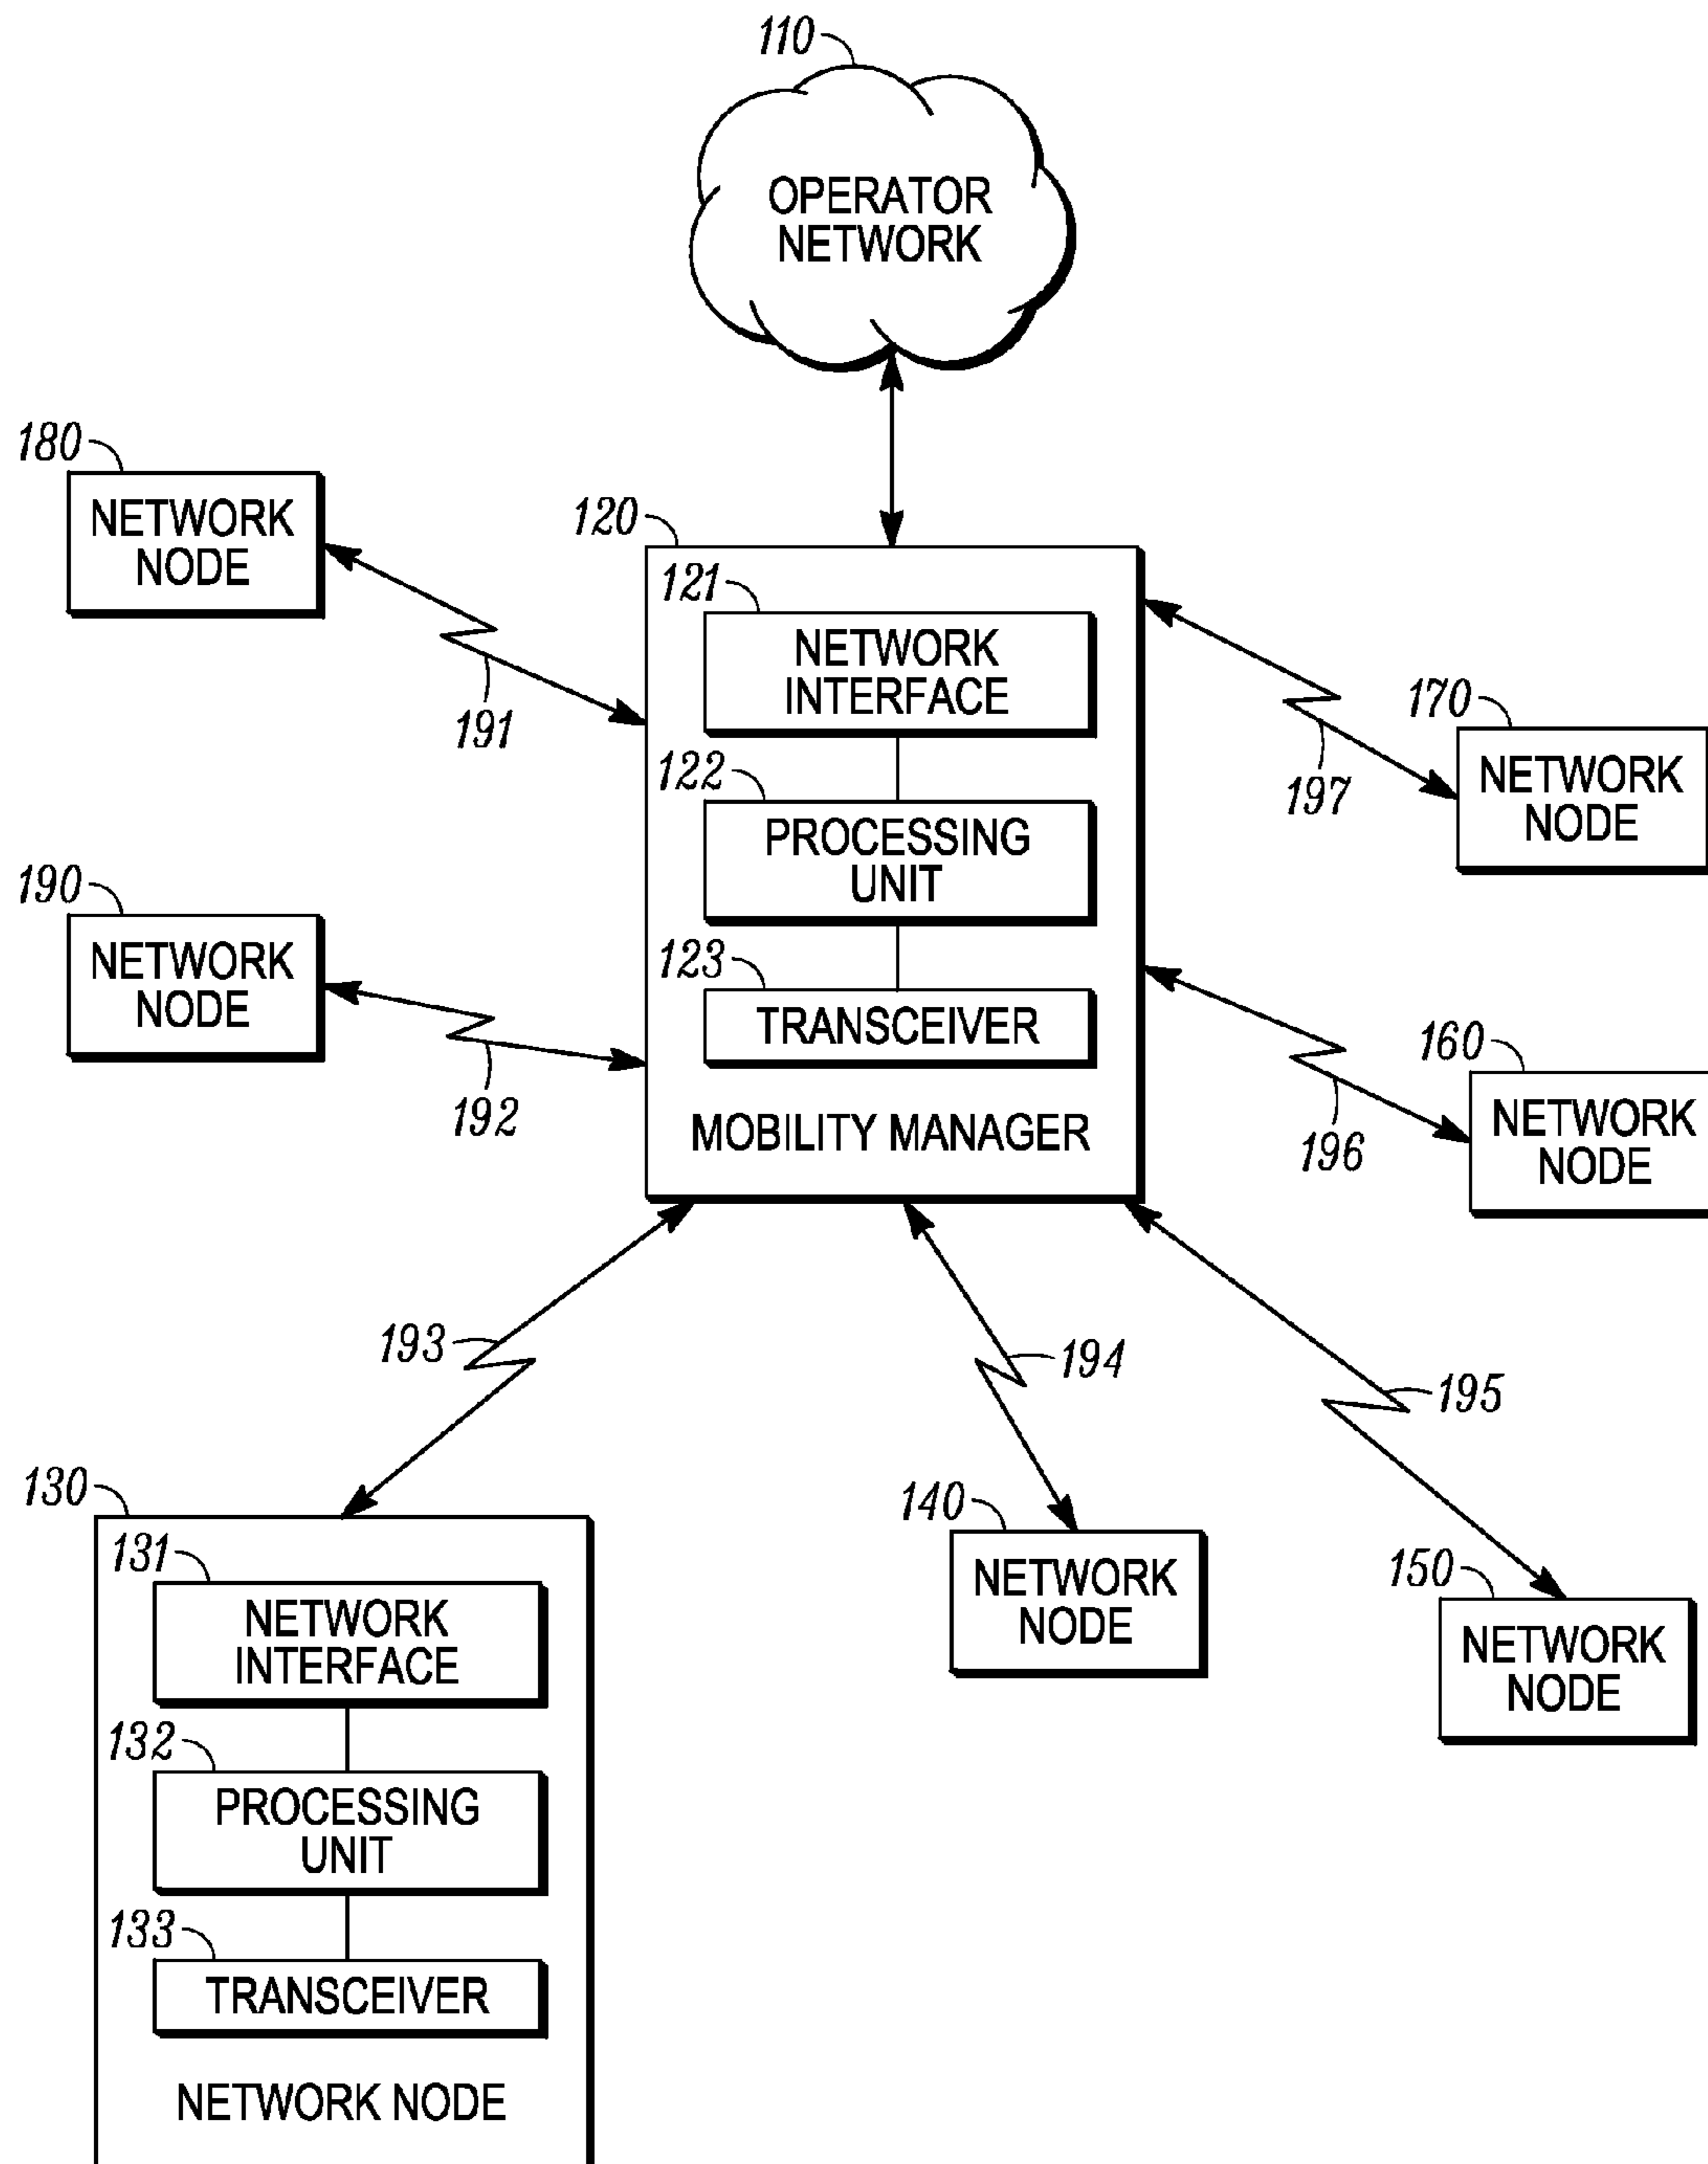 110
OPERATOR
NETWORK
180
NETWORK
NODE
120
121
NETWORK
INTERFACE
191
170
NETWORK
NODE
197
122
PROCESSING
UNIT
190
NETWORK
NODE
123
TRANSCEIVER
192
160
NETWORK
NODE
196
MOBILITY MANAGER
193
194
195
130
131
NETWORK
INTERFACE
140
NETWORK
NODE
150
NETWORK
NODE
132
PROCESSING
UNIT
133
TRANSCEIVER
NETWORK NODE